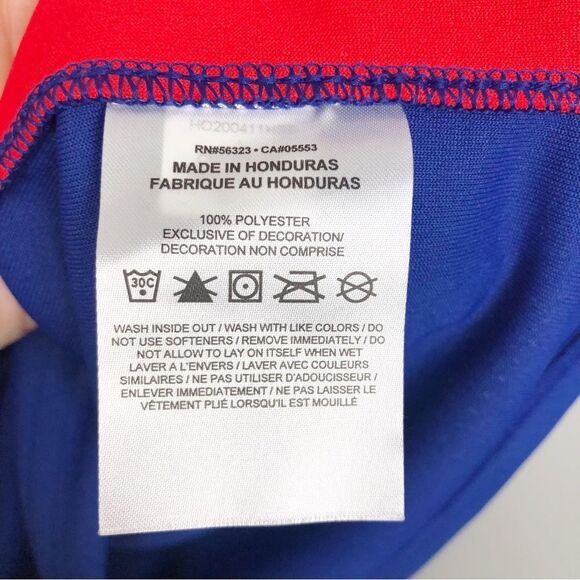 RN#56323 • CA#05553
MADE IN HONDURAS
FABRIQUE AU HONDURAS
100% POLYESTER
EXCLUSIVE OF DECORATION/
DECORATION NON COMPRISE
30C
WASH INSIDE OUT / WASH WITH LIKE COLORS / DO
NOT USE SOFTENERS / REMOVE IMMEDIATELY / DO
NOT ALLOW TO LAY ON ITSELF WHEN WET
LAVER A L'ENVERS / LAVER AVEC COULEURS
SIMILAIRES / NE PAS UTILISER D'ADOUCISSEUR /
ENLEVER IMMEDIATEMENT / NE PAS LAISSER LE
VÊTEMENT PLIÉ LORSQU'IL EST MOUILLÉ